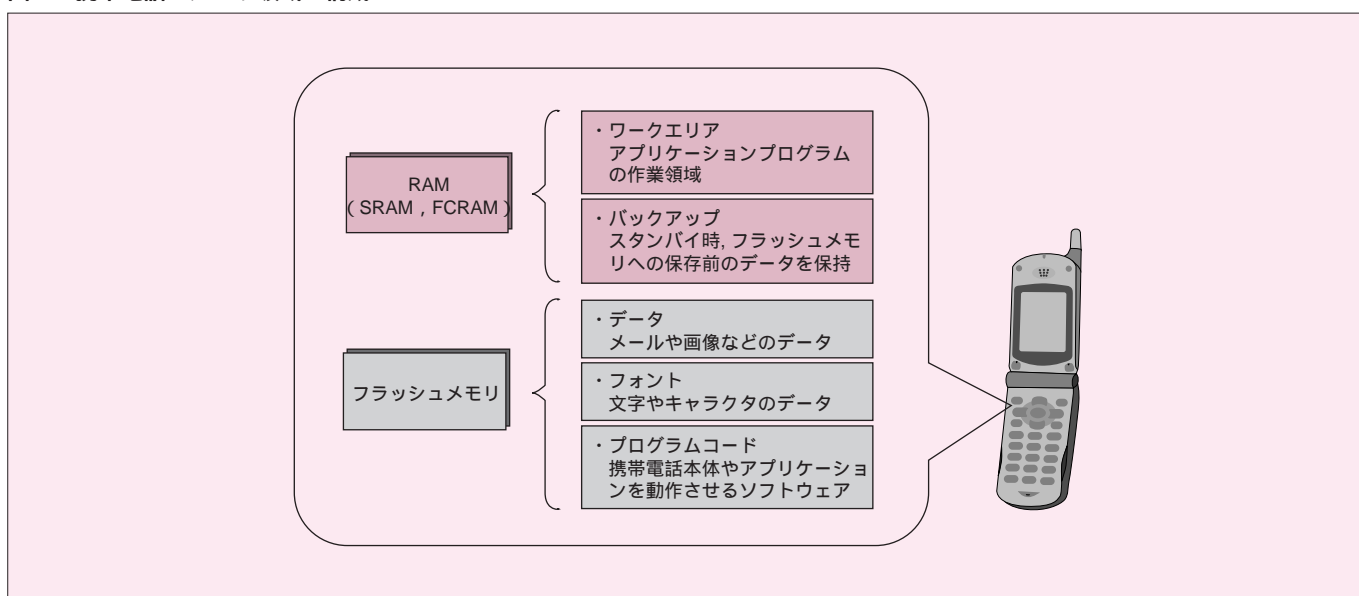 RAM
(SRAM,FCRAM)
・ワークエリア
アプリケーションプログラム
の作業領域
・バックアップ
スタンバイ時,フラッシュメモ
リへの保存前のデータを保持
フラッシュメモリ
・データ
メールや画像などのデータ
・フォント
文字やキャラクタのデータ
・プログラムコード
携帯電話本体やアプリケーショ
ンを動作させるソフトウェア